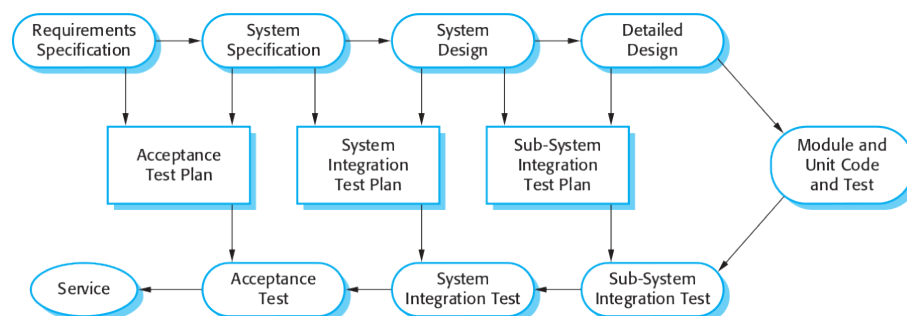 Requirements
Specification
System
Specification
System
Design
Detailed
Design
Acceptance
Test Plan
System
Integration
Test Plan
Sub-System
Integration
Test Plan
Module and
Unit Code
and Test
Service
Acceptance
Test
System
Integration Test
Sub-System
Integration Test